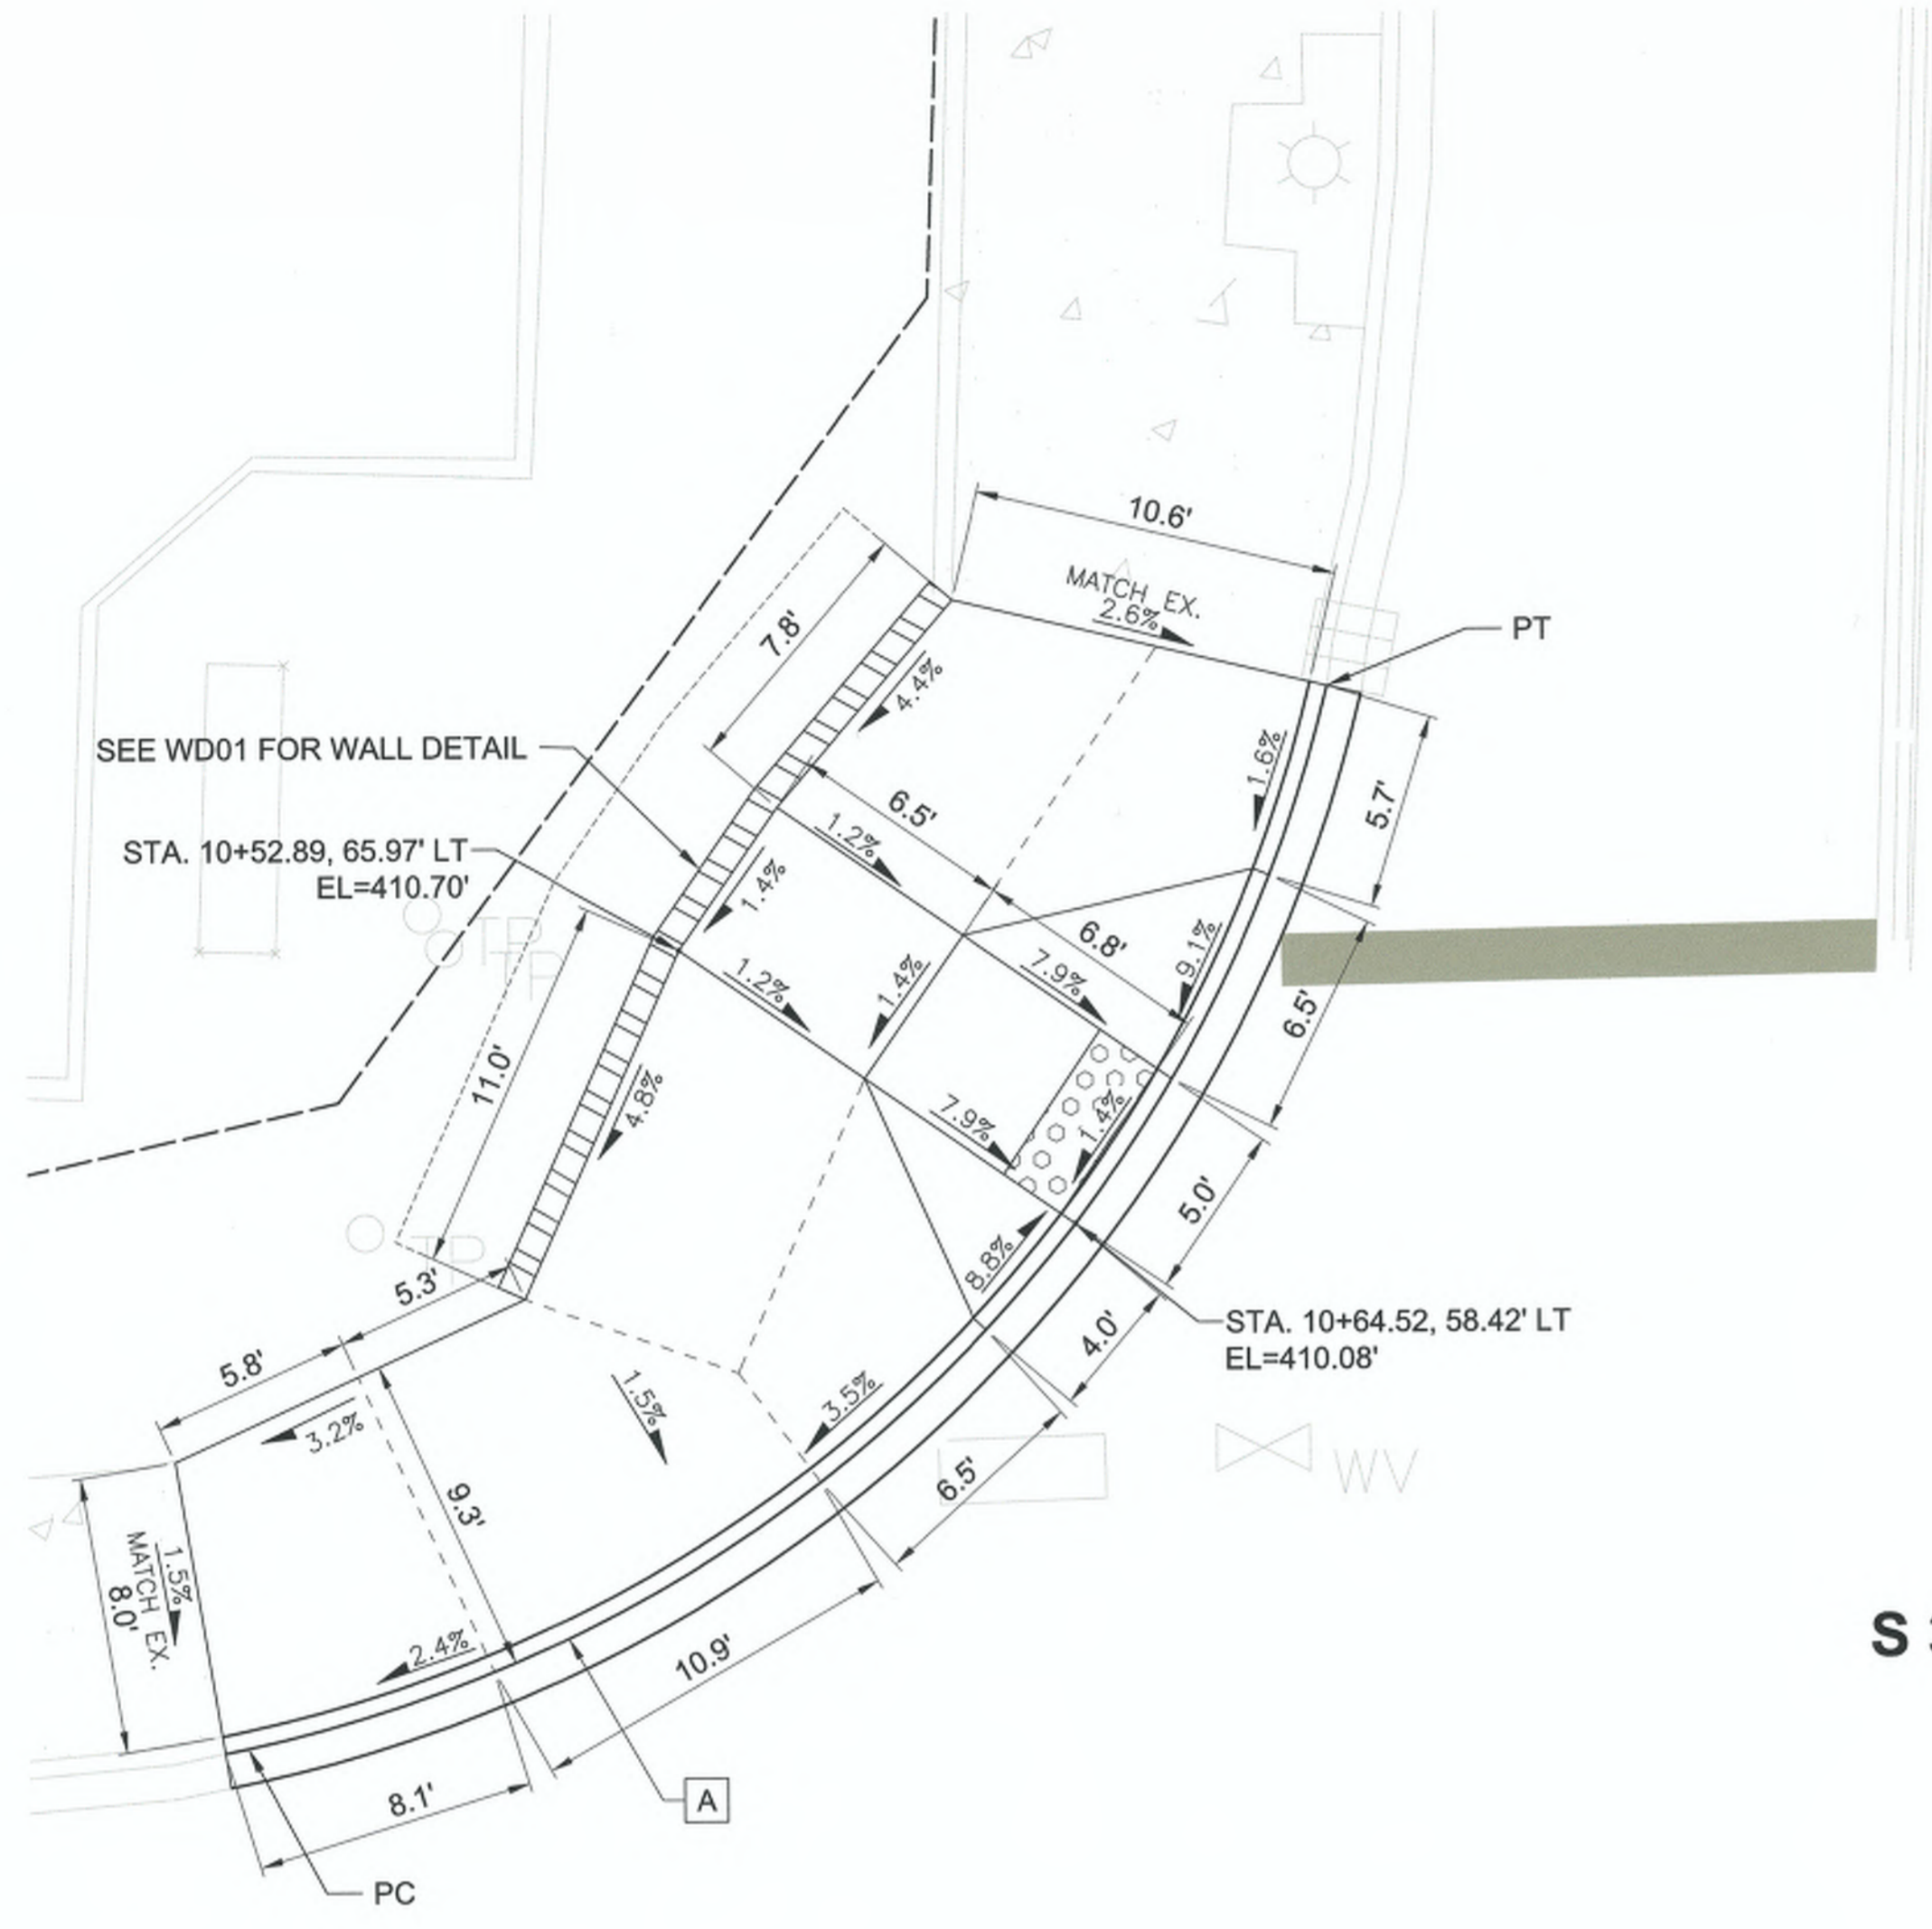 10.6'
MATCH EX.
2.6%
PT
7.8'
4.4%
1.6%
5.7'
SEE WD01 FOR WALL DETAIL
6.5'
1.2%
STA. 10+52.89, 65.97' LT
EL=410.70'
1.4%
6.8'
7.9%
9.1%
TP
TP
1.2%
1.4%
6.5'
11.0'
4.8%
7.9%
1.4%
5.0'
TP
5.3'
8.8%
STA. 10+64.52, 58.42' LT
EL=410.08'
4.0'
5.8'
3.2%
1.5%
3.5%
WV
6.5'
9.3'
1.5%
MATCH EX.
8.0'
2.4%
10.9'
S
8.1'
A
PC